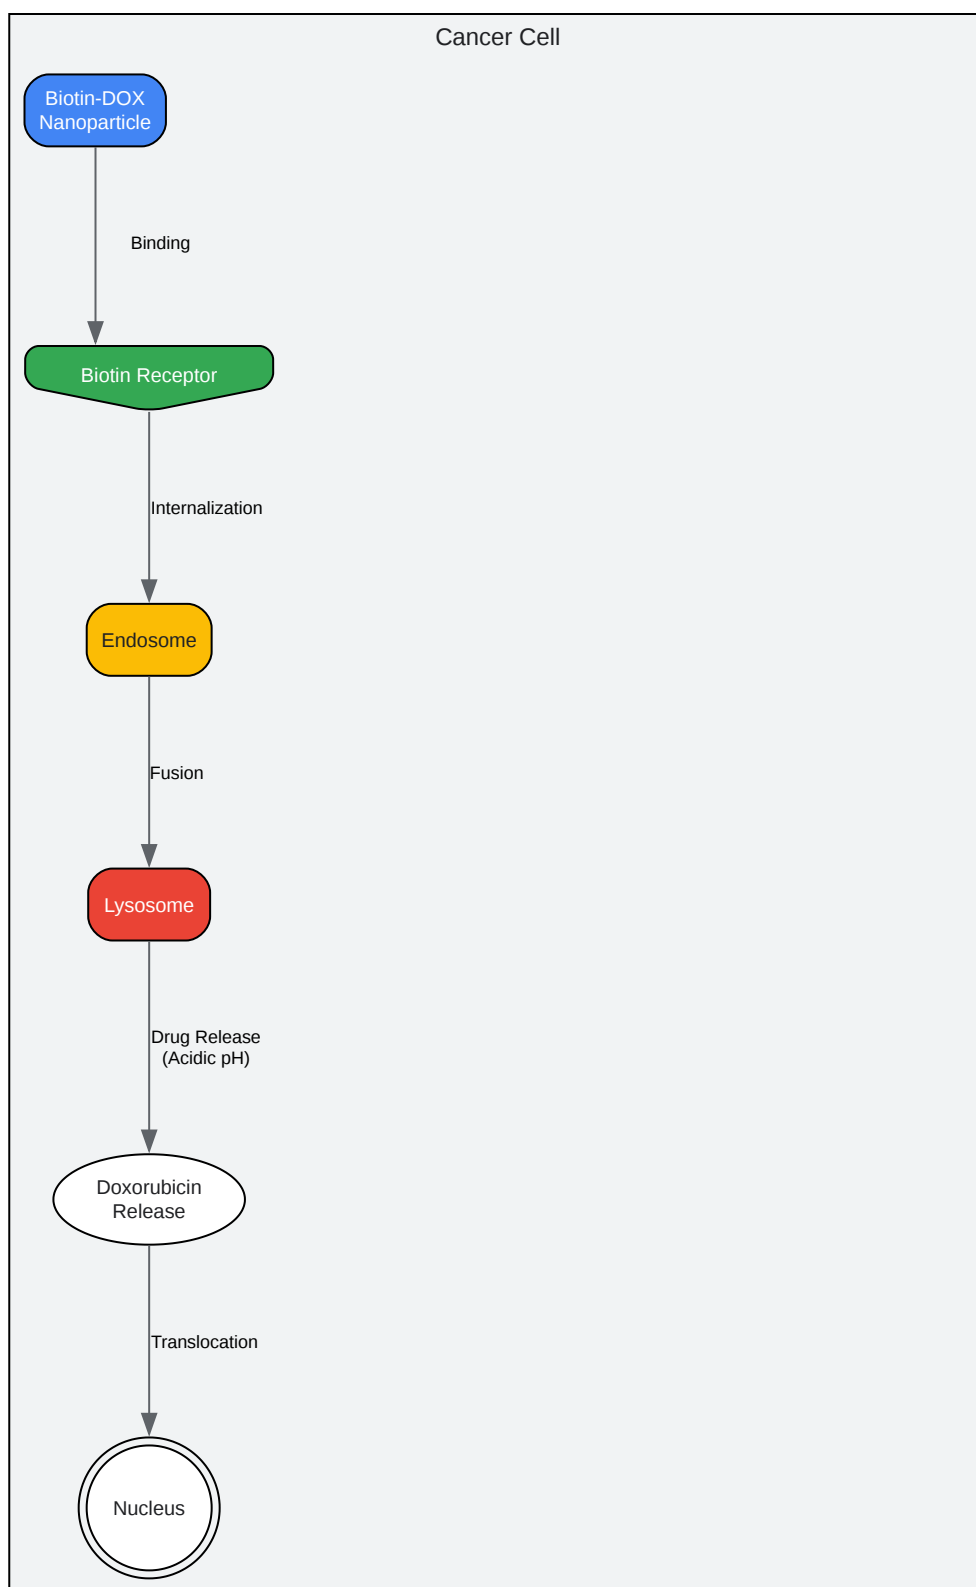 Cancer Cell
Biotin-DOX
Nanoparticle
Binding
Biotin Receptor
Internalization
Endosome
Fusion
Lysosome
Drug Release
(Acidic pH)
Doxorubicin
Release
Translocation
Nucleus